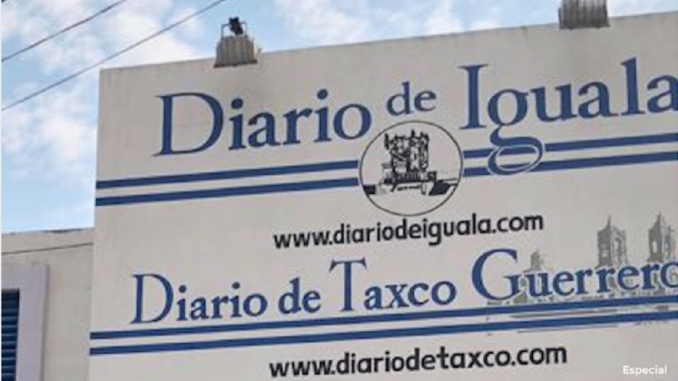 Diario de Iguala
www.diariodeiguala.com
Diario de Taxco Guerrero
www.diariodetaxco.com
Especial